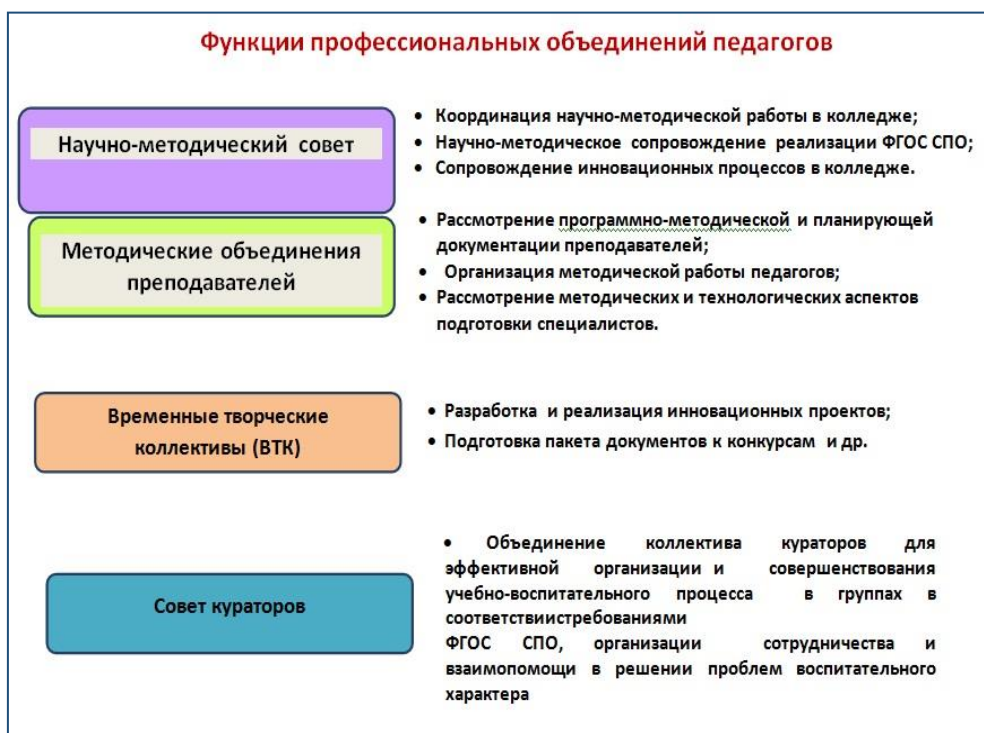 Функции профессиональных объединений педагогов
Научно-методический совет
• Координация научно-методической работы в колледже;
• Научно-методическое сопровождение реализации ФГОС СПО;
• Сопровождение инновационных процессов в колледже.
Методические объединения
преподавателей
• Рассмотрение программно-методической и планирующей
документации преподавателей;
• Организация методической работы педагогов;
• Рассмотрение методических и технологических аспектов
подготовки специалистов.
Временные творческие
коллективы (ВТК)
• Разработка и реализация инновационных проектов;
• Подготовка пакета документов к конкурсам и др.
Совет кураторов
• Объединение коллектива кураторов для
эффективной организации и совершенствования
учебно-воспитательного процесса в группах в
соответствиистребованиями
ФГОС СПО, организации сотрудничества и
взаимопомощи в решении проблем воспитательного
характера